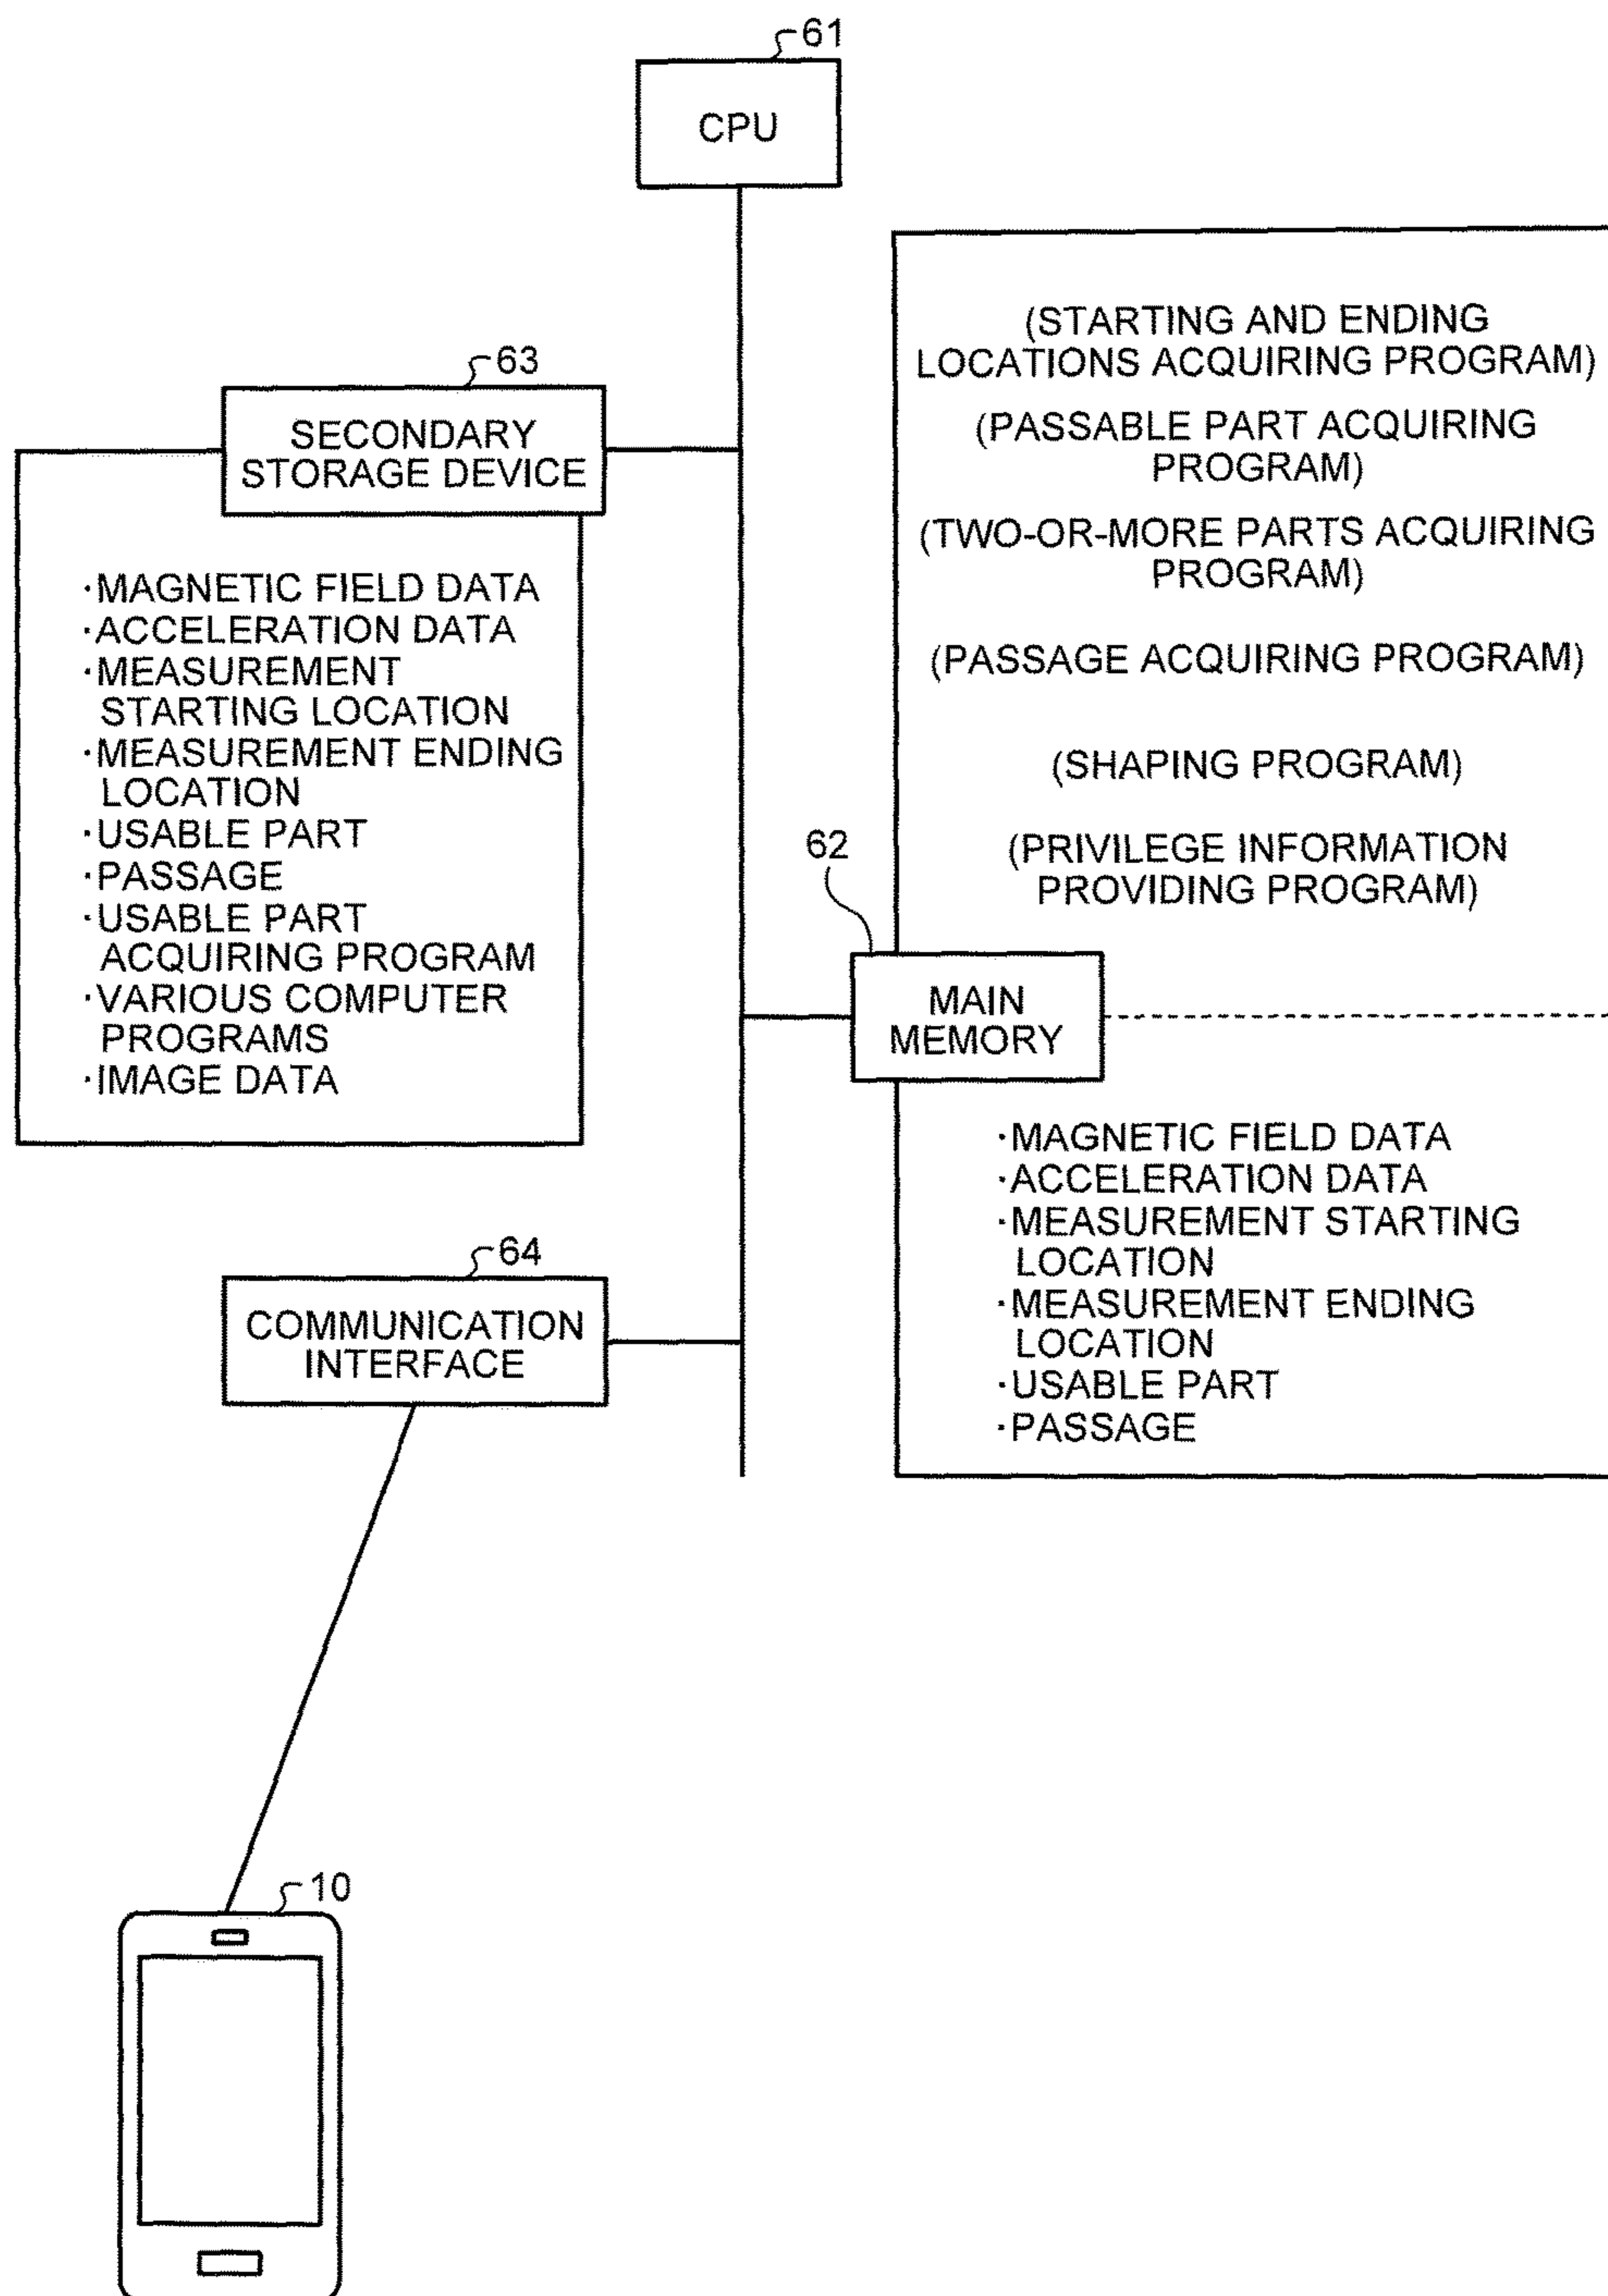 61
CPU
63
SECONDARY
STORAGE DEVICE
·MAGNETIC FIELD DATA
·ACCELERATION DATA
·MEASUREMENT
STARTING LOCATION
·MEASUREMENT ENDING
LOCATION
·USABLE PART
·PASSAGE
·USABLE PART
ACQUIRING PROGRAM
·VARIOUS COMPUTER
PROGRAMS
·IMAGE DATA
(STARTING AND ENDING
LOCATIONS ACQUIRING PROGRAM)
(PASSABLE PART ACQUIRING
PROGRAM)
(TWO-OR-MORE PARTS ACQUIRING
PROGRAM)
(PASSAGE ACQUIRING PROGRAM)
(SHAPING PROGRAM)
(PRIVILEGE INFORMATION
PROVIDING PROGRAM)
62
MAIN
MEMORY
·MAGNETIC FIELD DATA
·ACCELERATION DATA
·MEASUREMENT STARTING
LOCATION
·MEASUREMENT ENDING
LOCATION
·USABLE PART
·PASSAGE
64
COMMUNICATION
INTERFACE
10